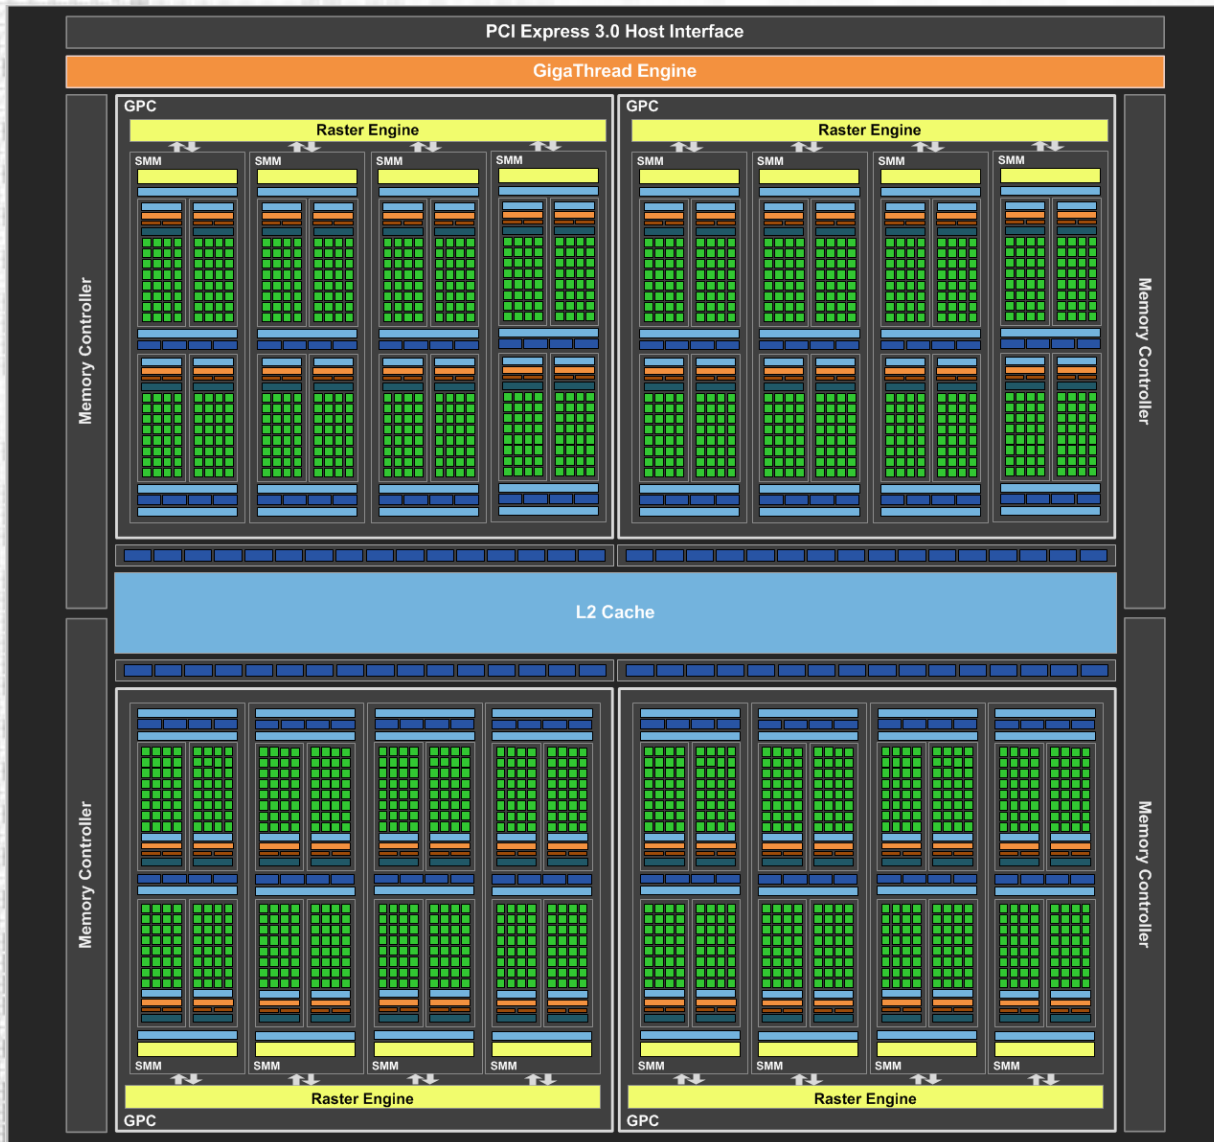 PCI Express 3.0 Host Interface
GigaThread Engine
GPC
GPC
Raster Engine
Raster Engine
SMM
SMM
SMM
SMM
SMM
SMM
SMM
SMM
Memory Controller
Memory Controller
L2 Cache
Memory Controller
Memory Controller
SMM
SMM
SMM
SMM
SMM
SMM
SMM
SMM
Raster Engine
Raster Engine
GPC
GPC